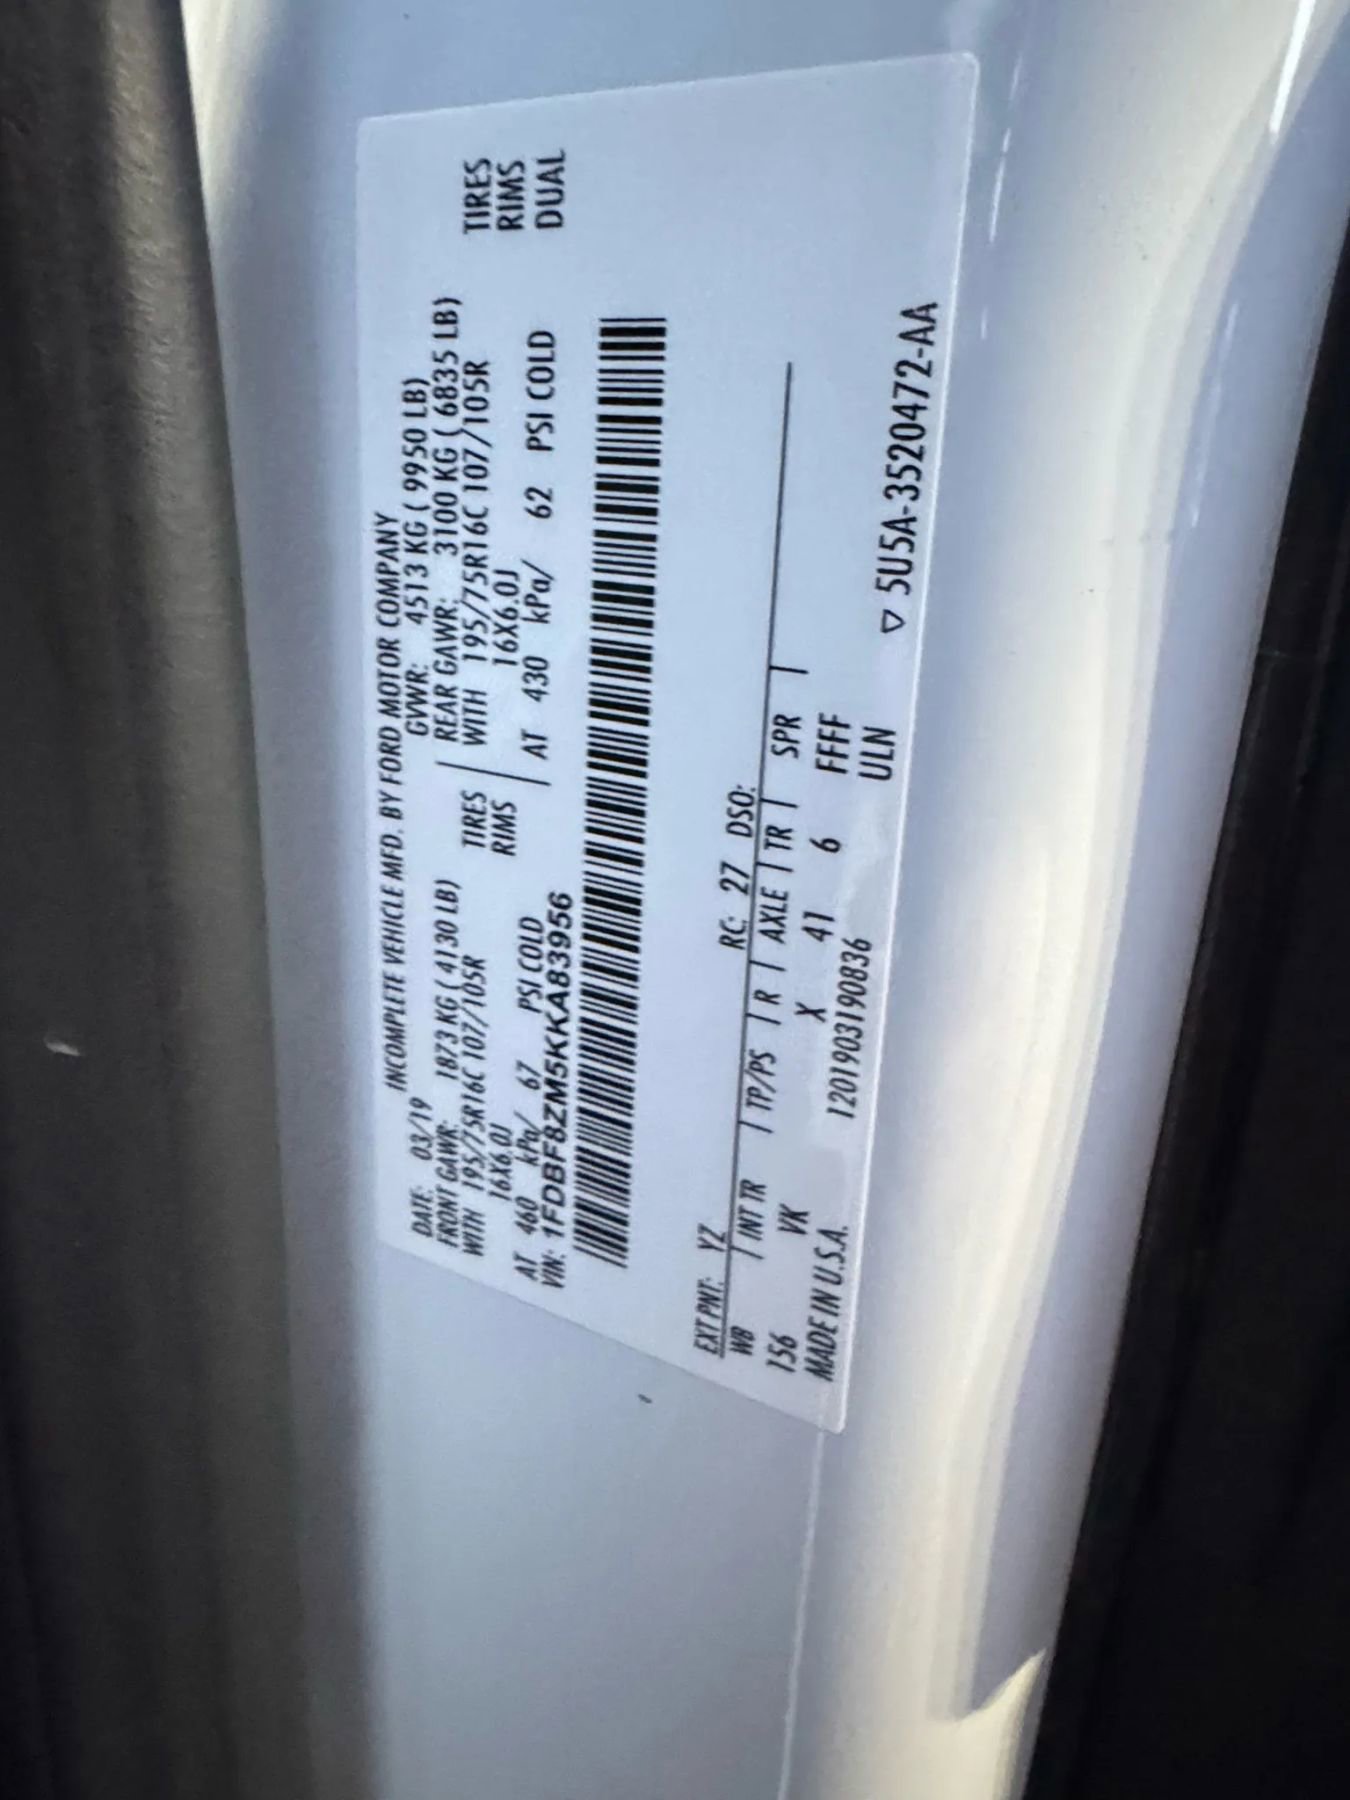 INCOMPLETE VEHICLE MFD. BY FORD MOTOR COMPANY
DATE: 03/19 GVWR: 4513 KG ( 9950 LB)
FRONT GAWR: 1873 KG ( 4130 LB) REAR GAWR: 3100 KG ( 6835 LB)
WITH 195/75R16C 107/105R TIRES WITH 195/75R16C 107/105R TIRES
16X6.0J RIMS 16X6.0J RIMS
AT 460 kPa/ 67 PSI COLD AT 430 kPa/ 62 PSI COLD DUAL
VIN: 1FDBF8ZM5KKA83956
EXT PNT: YZ RC: 27 DSO:
WB INT TR TP/PS R AXLE TR SPR
156 VK X 41 6 FFFF
MADE IN U.S.A. 120190319083​6 ULN
▽ 5U5A-3520472-AA